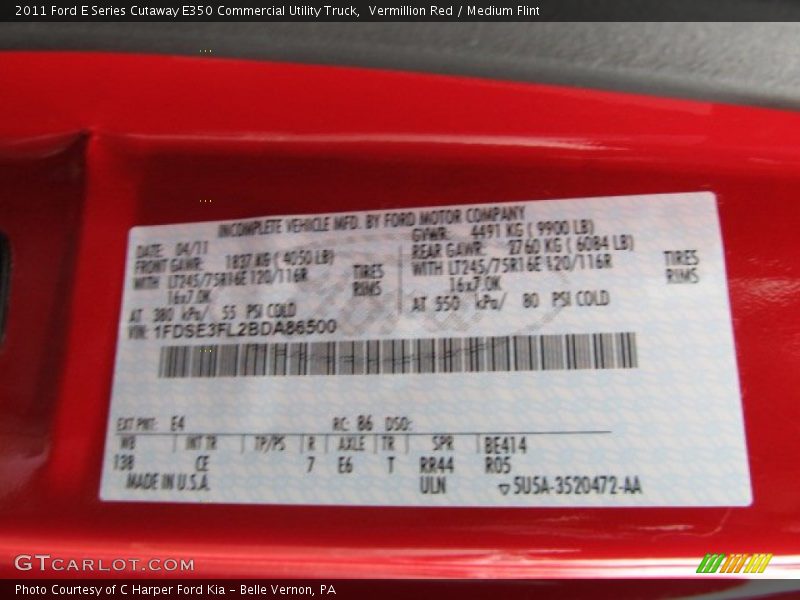 2011 Ford E Series Cutaway E350 Commercial Utility Truck,  Vermillion Red / Medium Flint
INCOMPLETE VEHICLE MFD. BY FORD MOTOR COMPANY
DATE: 04/11 GVWR: 4491 KG ( 9900 LB)
FRONT GAWR: 1837 KG ( 4050 LB) REAR GAWR: 2760 KG ( 6084 LB)
WITH LT245/75R16E 120/116R TIRES WITH LT245/75R16E 120/116R TIRES
16x7.0K RIMS 16x7.0K RIMS
AT 380 kPa/ 55 PSI COLD AT 550 kPa/ 80 PSI COLD
VIN: 1FDSE3FL2BDA86500
EXT PNT: E4 RC: 86 DSO:
WB INT TR TP/PS R AXLE TR SPR BE414
138 CE 7 E6 T RR44 R05
MADE IN U.S.A. ULN 5U5A-3520472-AA
GTCARLOT.COM
Photo Courtesy of C Harper Ford Kia – Belle Vernon, PA